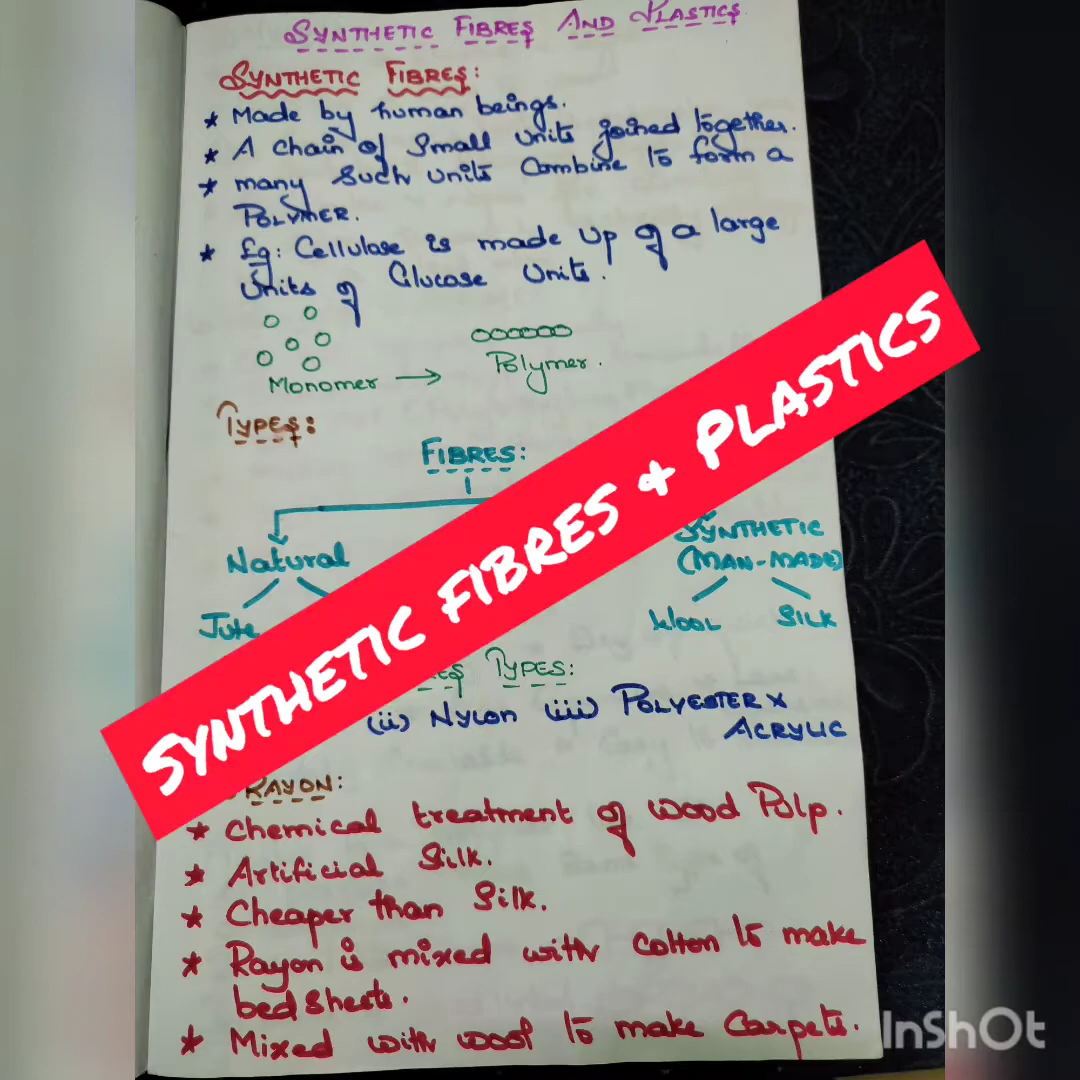 SYNTHETIC FIBRES AND PLASTICS
SYNTHETIC FIBRES:
* Made by human beings.
* A chain of small units joined together.
* many such units combine to form a
POLYMER.
* Eg: Cellulase is made up of a large
units of Glucose Units.
Monomer → Polymer.
TYPES:
FIBRES:
Natural
SYNTHETIC
(MAN-MADE)
Jute
WOOL SILK
SYNTHETIC FIBRES & PLASTICS
TYPES:
(ii) NYLON (iii) POLYESTER &
ACRYLIC
RAYON:
* Chemical treatment of wood Pulp.
* Artificial Silk.
* Cheaper than Silk.
* Rayon is mixed with cotton to make
bed sheets.
* Mixed with wool to make Carpets.
InShOt